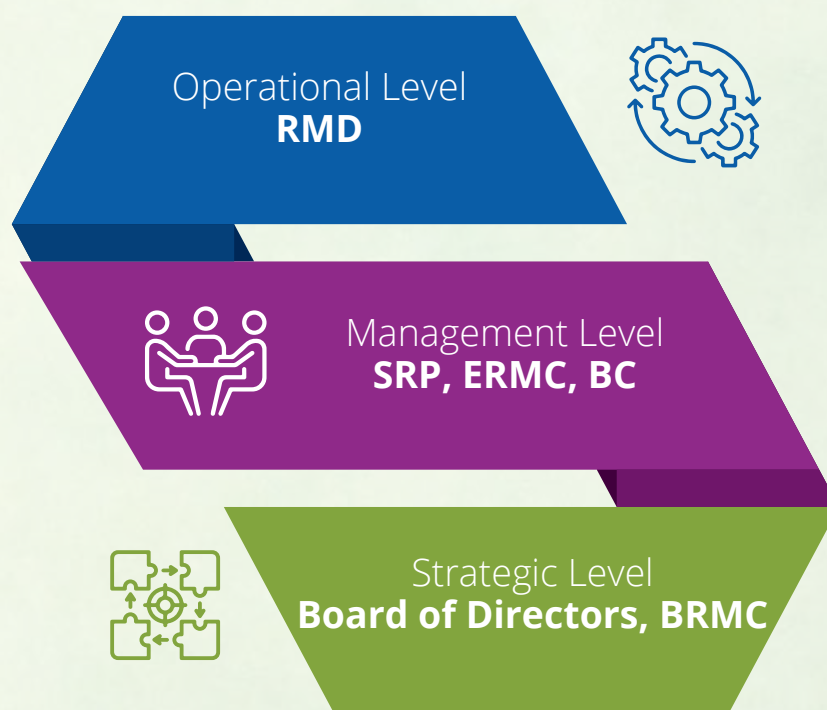 Operational Level
RMD
Management Level
SRP, ERMC, BC
Strategic Level
Board of Directors, BRMC